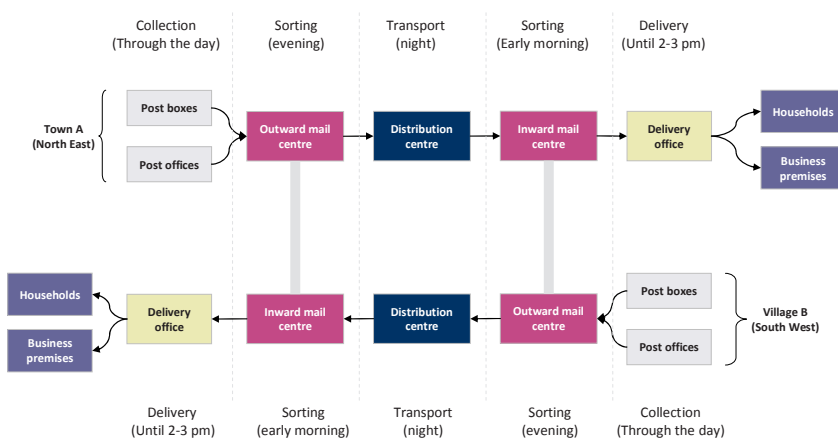 Collection
(Through the day)
Sorting
(evening)
Transport
(night)
Sorting
(Early morning)
Delivery
(Until 2-3 pm)
Town A
(North East)
Post boxes
Post offices
Outward mail
centre
Distribution
centre
Inward mail
centre
Delivery
office
Households
Business
premises
Households
Business
premises
Delivery
office
Inward mail
centre
Distribution
centre
Outward mail
centre
Post boxes
Post offices
Village B
(South West)
Delivery
(Until 2-3 pm)
Sorting
(early morning)
Transport
(night)
Sorting
(evening)
Collection
(Through the day)